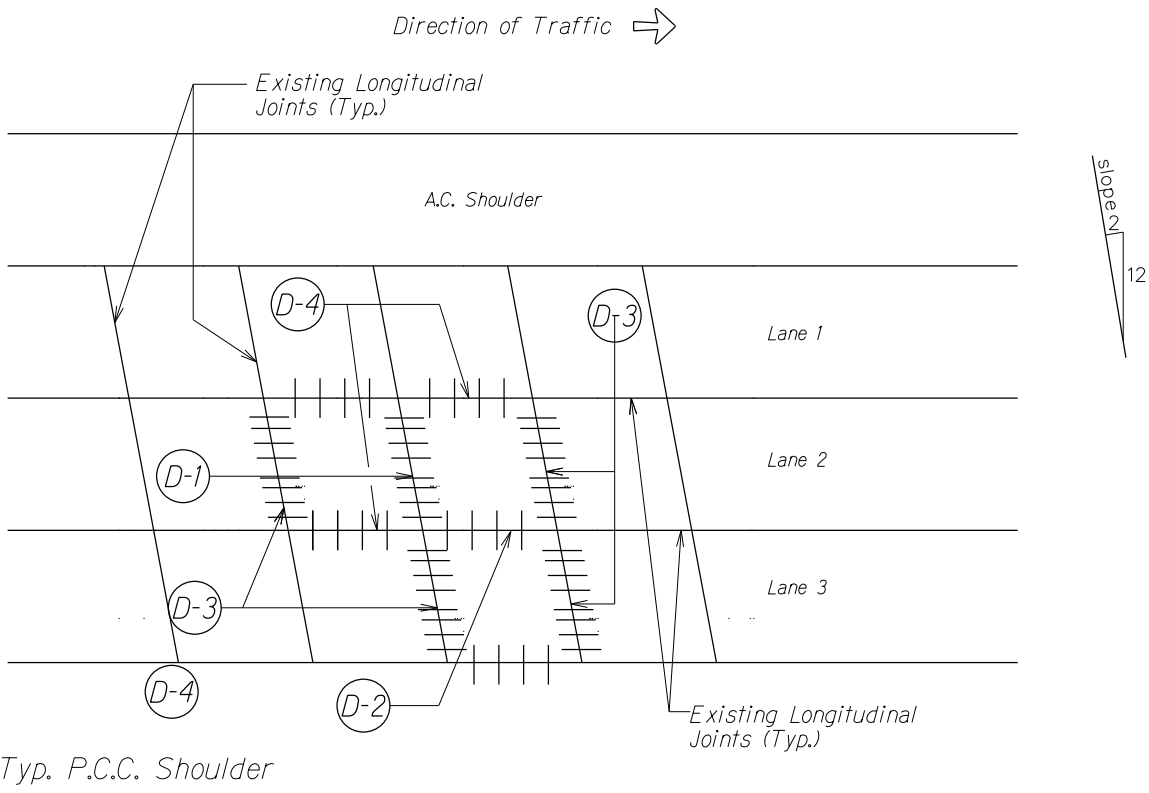 Direction of Traffic
Existing Longitudinal
Joints (Typ.)
A.C. Shoulder
slope
2
12
D-4
D-3
Lane 1
D-1
Lane 2
D-3
Lane 3
D-4
D-2
Existing Longitudinal
Joints (Typ.)
Typ. P.C.C. Shoulder